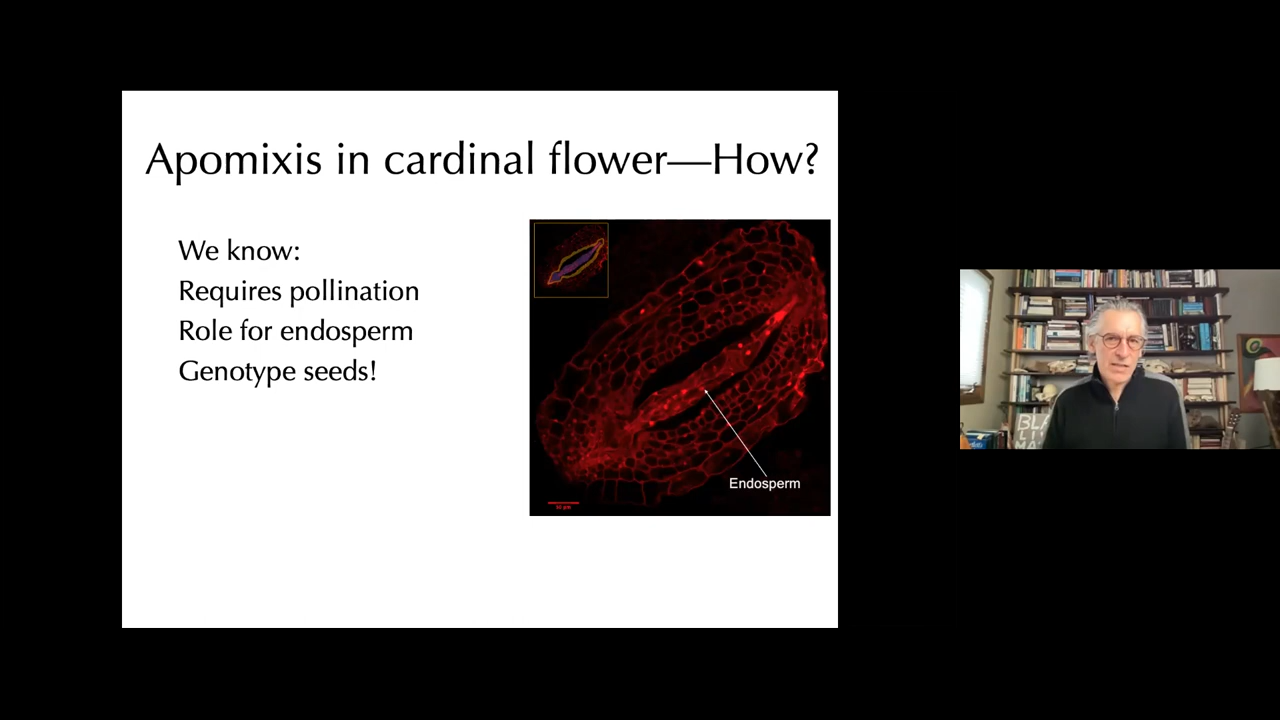 Apomixis in cardinal flower—How?
We know:
Requires pollination
Role for endosperm
Genotype seeds!
Endosperm